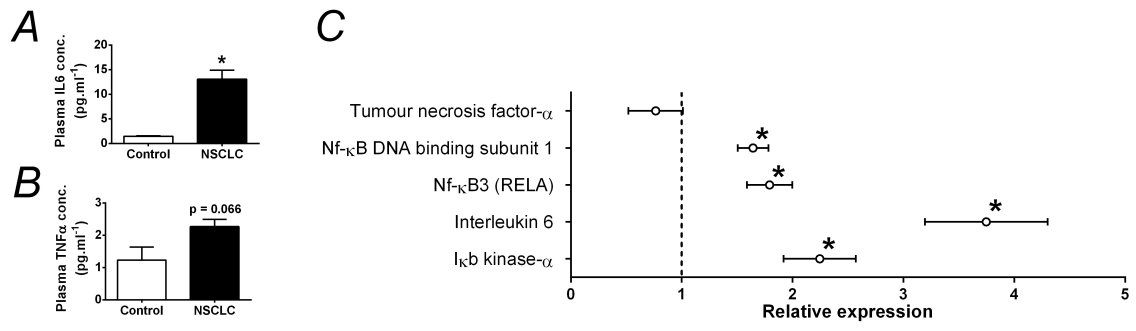 A
Plasma IL6 conc.
(pg.ml-1)
20
15
10
5
0
*
Control
NSCLC
B
Plasma TNFα conc.
(pg.ml-1)
3
2
1
0
p = 0.066
Control
NSCLC
C
Tumour necrosis factor-α
Nf-κB DNA binding subunit 1
*
Nf-κB3 (RELA)
*
Interleukin 6
*
Iκb kinase-α
*
0
1
2
3
4
5
Relative expression